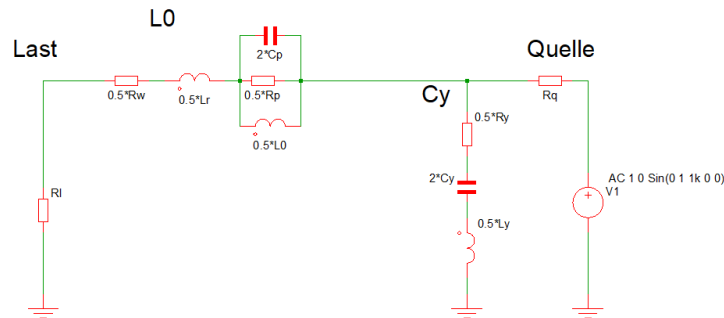 L0
Last
Quelle
2*Cp
0.5*Rw
0.5*Lr
0.5*Rp
Cy
Rq
0.5*Ry
0.5*L0
2*Cy
AC 1 0 Sin(0 1 1k 0 0)
V1
Rl
0.5*Ly